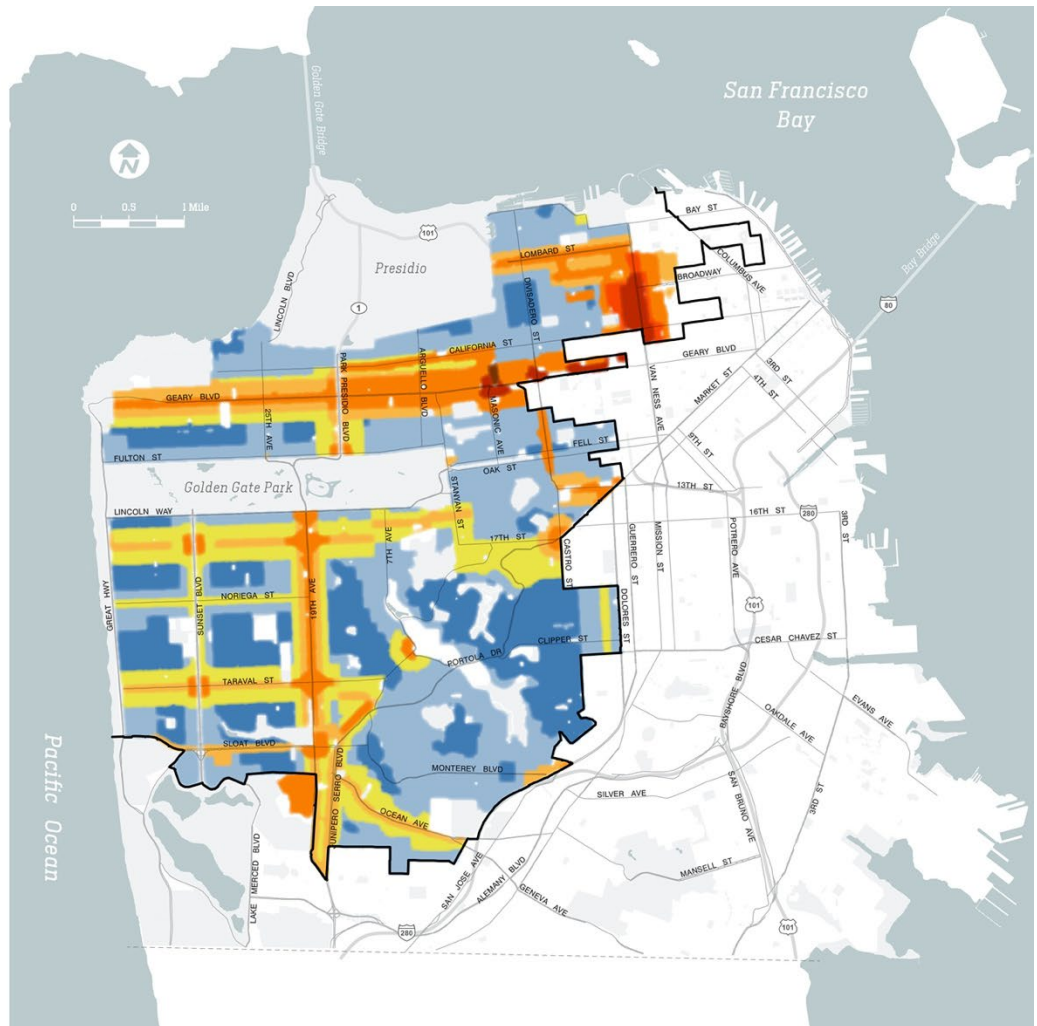 San Francisco
Bay
Golden Gate Bridge
N
0 0.5 1 Mile
101
BAY ST
LOMBARD ST
COLUMBUS AVE
Bay Bridge
Presidio
LINCOLN BLVD
BROADWAY
DIVISADERO ST
80
1
CALIFORNIA ST
ARGUELLO BLVD
PARK PRESIDIO BLVD
GEARY BLVD
3RD ST
4TH ST
MARKET ST
VAN NESS AVE
GEARY BLVD
25TH AVE
MASONIC AVE
FELL ST
9TH ST
FULTON ST
OAK ST
Golden Gate Park
STANYAN ST
13TH ST
LINCOLN WAY
16TH ST
280
3RD ST
7TH AVE
17TH ST
CASTRO ST
GUERRERO ST
MISSION ST
POTRERO AVE
GREAT HWY
SUNSET BLVD
NORIEGA ST
19TH AVE
DOLORES ST
101
CLIPPER ST
CESAR CHAVEZ ST
PORTOLA DR
TARAVAL ST
BAYSHORE BLVD
EVANS AVE
OAKDALE AVE
SLOAT BLVD
Pacific Ocean
MONTEREY BLVD
UNIPERO SERRO BLVD
SILVER AVE
SAN BRUNO AVE
3RD ST
OCEAN AVE
LAKE MERCED BLVD
SAN JOSE AVE
ALEMANY BLVD
MANSELL ST
GENEVA AVE
280
101